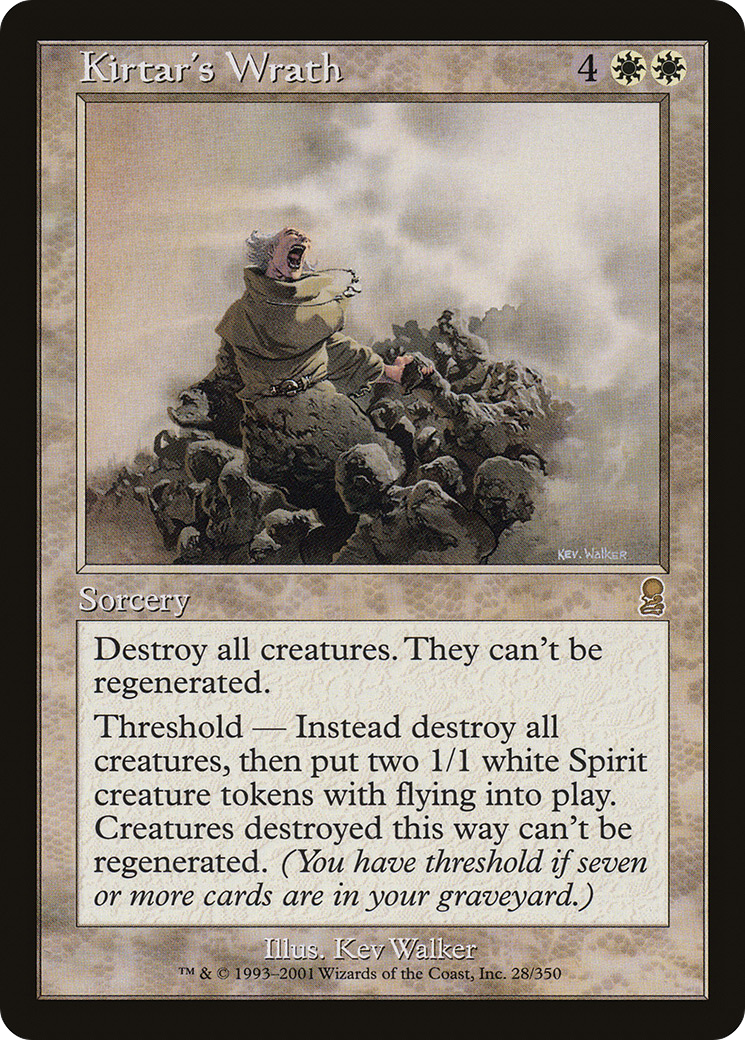 Kirtar's Wrath 4
KEV. WALKER
Sorcery
Destroy all creatures. They can't be
regenerated.
Threshold — Instead destroy all
creatures, then put two 1/1 white Spirit
creature tokens with flying into play.
Creatures destroyed this way can't be
regenerated. (You have threshold if seven
or more cards are in your graveyard.)
Illus. Kev Walker
™ & © 1993–2001 Wizards of the Coast, Inc. 28/350